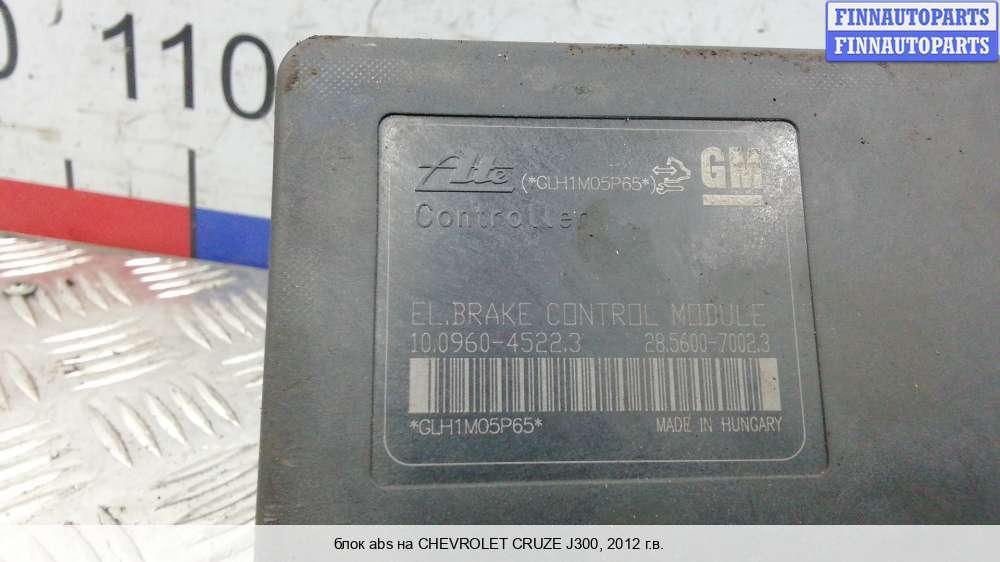 FINNAUTOPARTS
FINNAUTOPARTS
110
Ate (*GLH1M05P65*) GM
Controller
EL.BRAKE CONTROL MODULE
10.0960-4522.3 28.5600-7002.3
*GLH1M05P65* MADE IN HUNGARY
блок abs на CHEVROLET CRUZE J300, 2012 г.в.